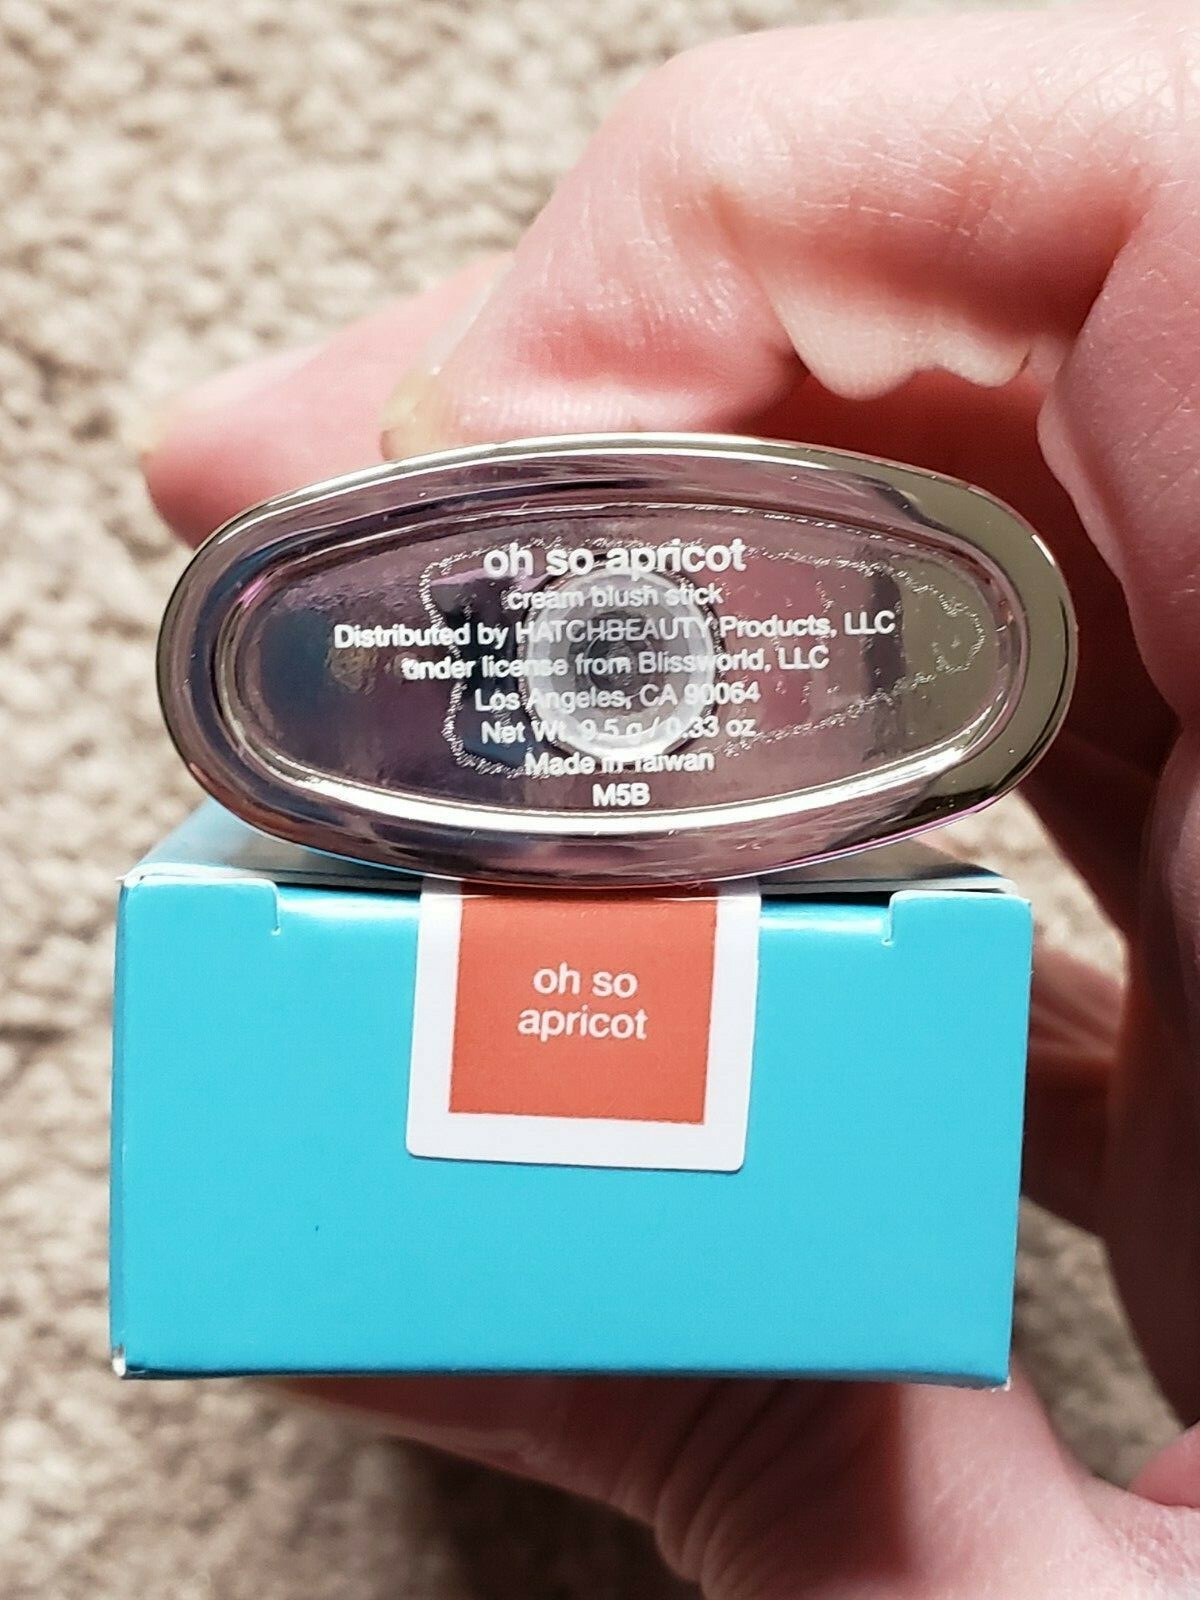 oh so apricot
cream blush stick
Distributed by HATCHBEAUTY Products, LLC
under license from Blissworld, LLC
Los Angeles, CA 90064
Net Wt. 9.5 g / 0.33 oz
Made in Taiwan
M5B
oh so
apricot